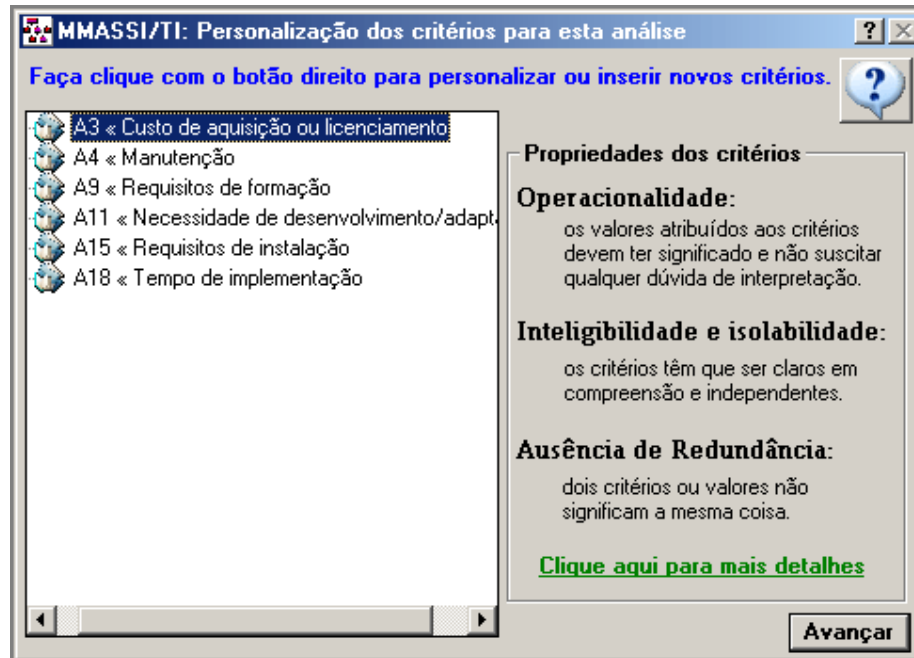 MMASSI/TI: Personalização dos critérios para esta análise
Faça clique com o botão direito para personalizar ou inserir novos critérios.
A3 « Custo de aquisição ou licenciamento
A4 « Manutenção
A9 « Requisitos de formação
A11 « Necessidade de desenvolvimento/adapt
A15 « Requisitos de instalação
A18 « Tempo de implementação
Propriedades dos critérios
Operacionalidade:
os valores atribuídos aos critérios
devem ter significado e não suscitar
qualquer dúvida de interpretação.
Inteligibilidade e isolabilidade:
os critérios têm que ser claros em
compreensão e independentes.
Ausência de Redundância:
dois critérios ou valores não
significam a mesma coisa.
Clique aqui para mais detalhes
Avançar